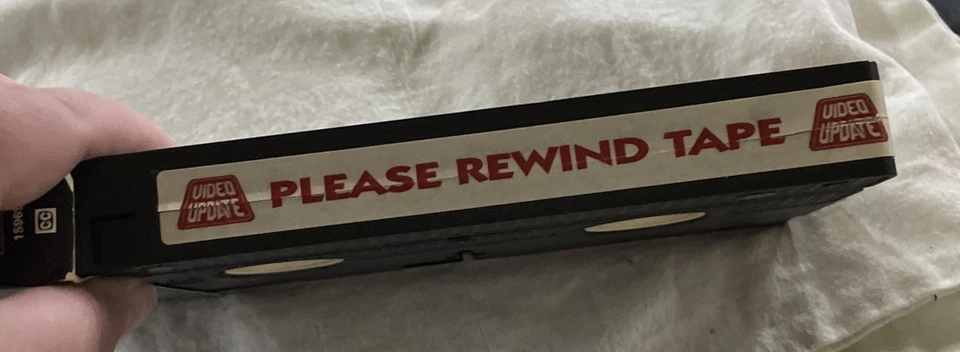 VIDEO
UPDATE
PLEASE REWIND TAPE
VIDEO
UPDATE
CC